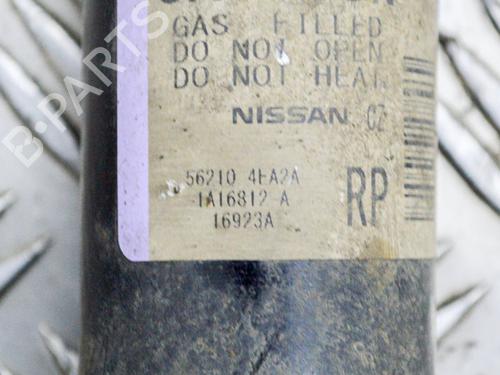 GAS FILLED
DO NOT OPEN
DO NOT HEAT
NISSAN CZ
56210 4EA2A
1A16812 A
16923A
RP
B-PARTS